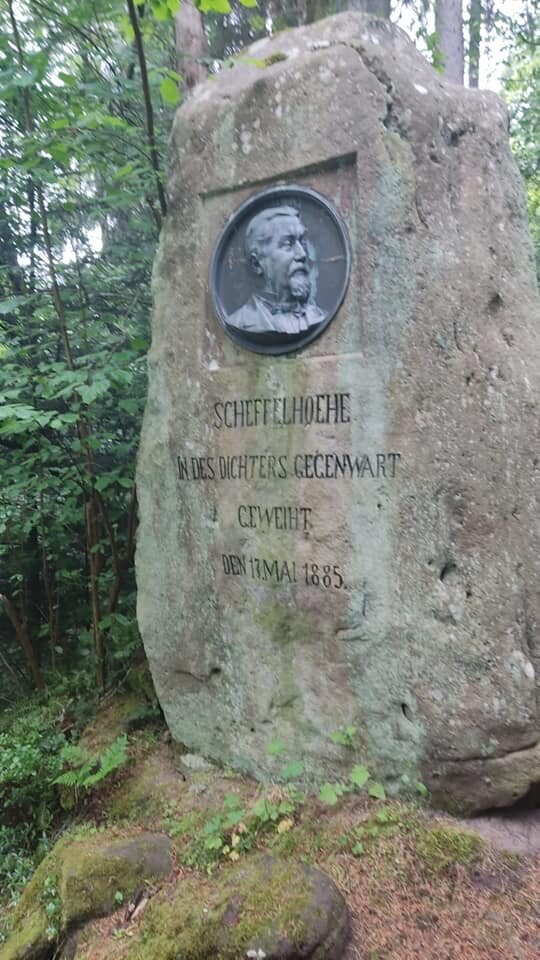 SCHEFFELHOEHE
IN DES DICHTERS GEGENWART
GEWEIHT
DEN 17. MAI 1885.